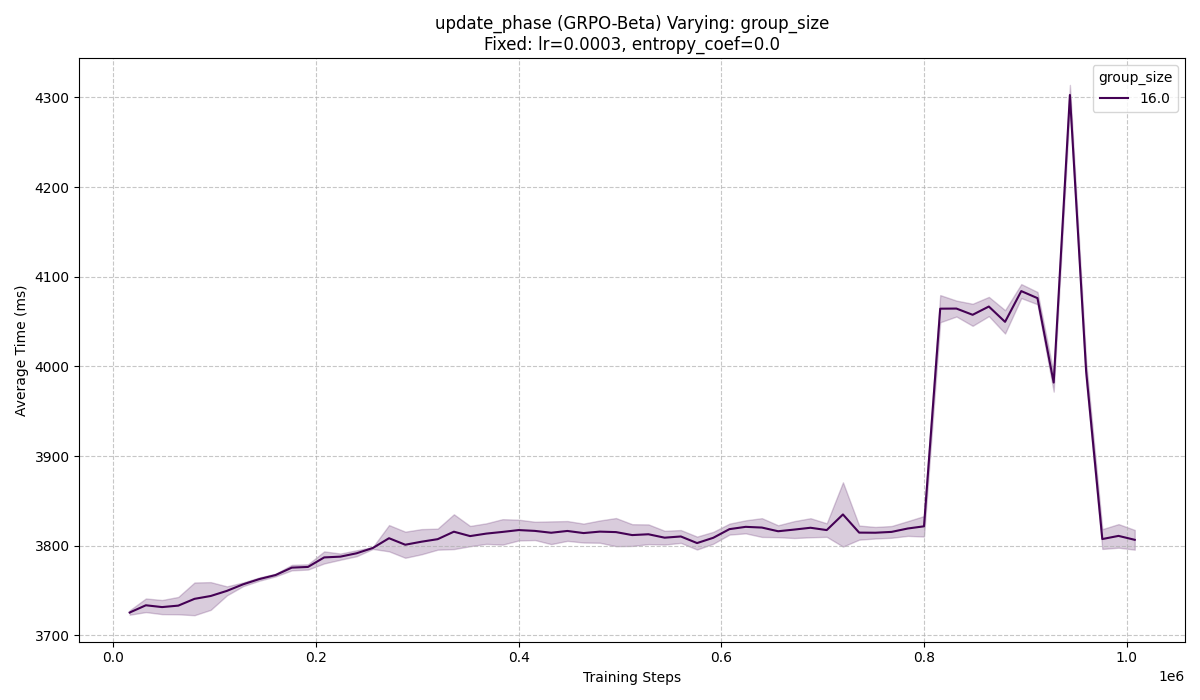 update_phase (GRPO-Beta) Varying: group_size
Fixed: lr=0.0003, entropy_coef=0.0
group_size
16.0
Average Time (ms)
4300
4200
4100
4000
3900
3800
3700
0.0
0.2
0.4
0.6
0.8
1.0
1e6
Training Steps